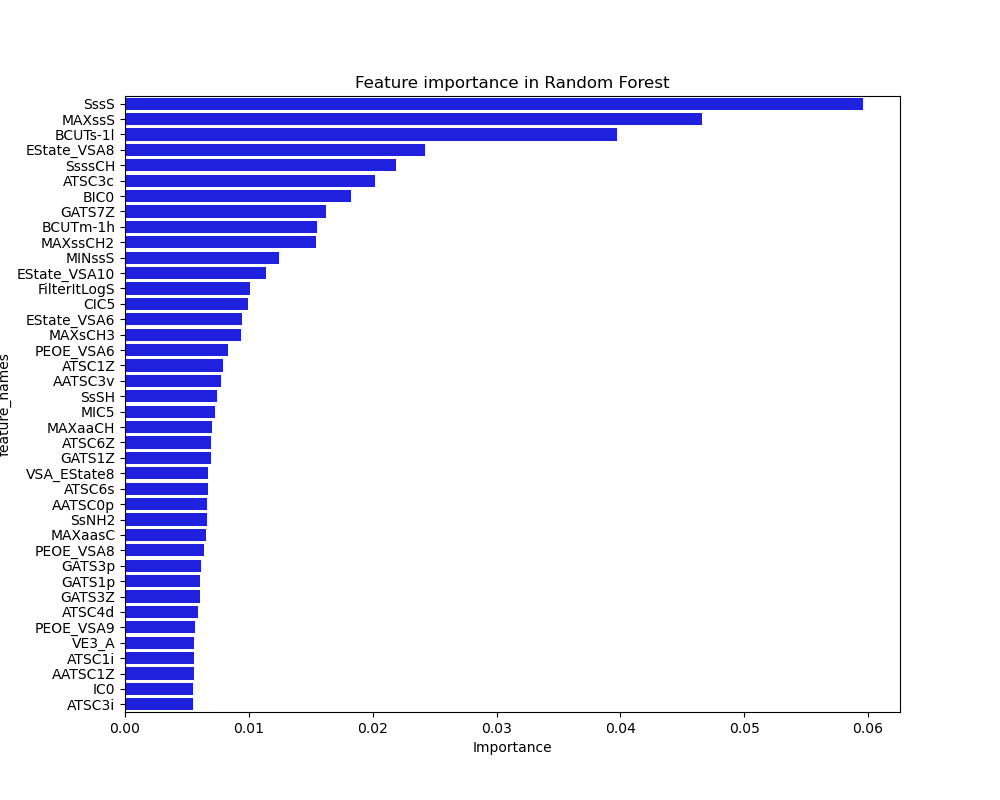 Feature importance in Random Forest
SssS
MAXssS
BCUTs-1l
EState_VSA8
SsssCH
ATSC3c
BIC0
GATS7Z
BCUTm-1h
MAXssCH2
MINssS
EState_VSA10
FilterItLogS
CIC5
EState_VSA6
MAXsCH3
PEOE_VSA6
ATSC1Z
AATSC3v
SsSH
MIC5
MAXaaCH
ATSC6Z
GATS1Z
VSA_EState8
ATSC6s
AATSC0p
SsNH2
MAXaasC
PEOE_VSA8
GATS3p
GATS1p
GATS3Z
ATSC4d
PEOE_VSA9
VE3_A
ATSC1i
AATSC1Z
IC0
ATSC3i
feature_names
0.00 0.01 0.02 0.03 0.04 0.05 0.06
Importance